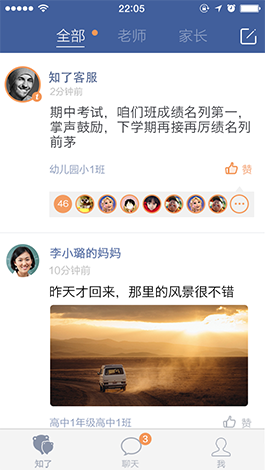 22:05
全部 老师 家长
知了客服
2分钟前
期中考试，咱们班成绩名列第一，
掌声鼓励，下学期再接再厉成绩名列
前茅
幼儿园小1班 赞
46
李小璐的妈妈
10分钟前
昨天才回来，那里的风景很不错
高中1年级高中1班 赞
3
知了 聊天 我